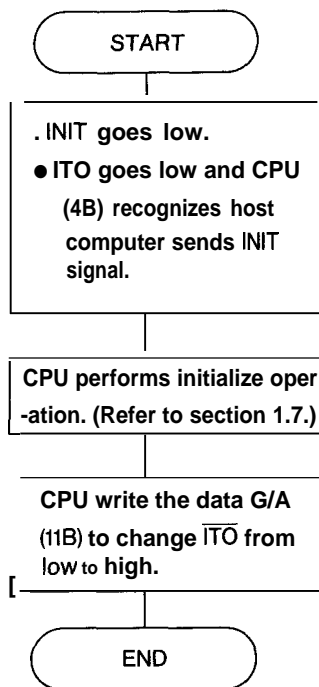 START
. INIT goes low.
● ITO goes low and CPU
(4B) recognizes host
computer sends INIT
signal.
CPU performs initialize oper
-ation. (Refer to section 1.7.)
CPU write the data G/A
(11B) to change I̅T̅O̅ from
low to high.
[
END